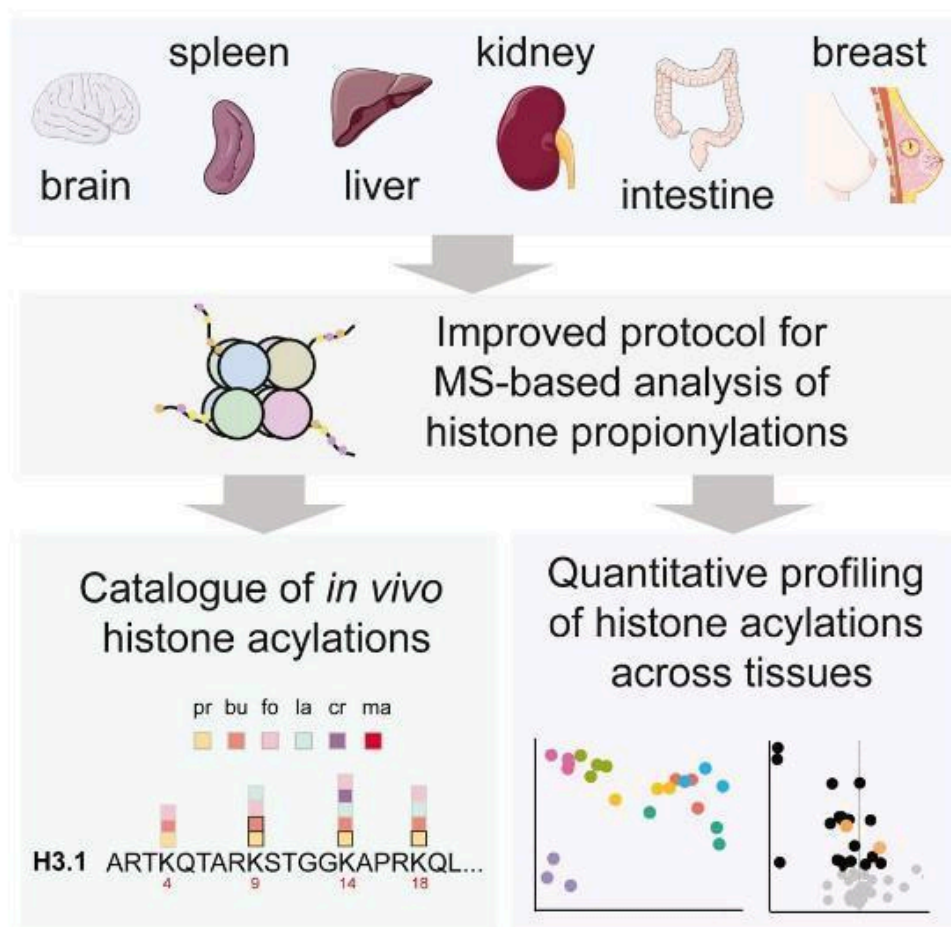 spleen
kidney
breast
brain
liver
intestine
Improved protocol for
MS-based analysis of
histone propionylations
Catalogue of in vivo
histone acylations
pr bu fo la cr ma
H3.1 ARTKQTARKSTGGKAPRKQL...
4 9 14 18
Quantitative profiling
of histone acylations
across tissues